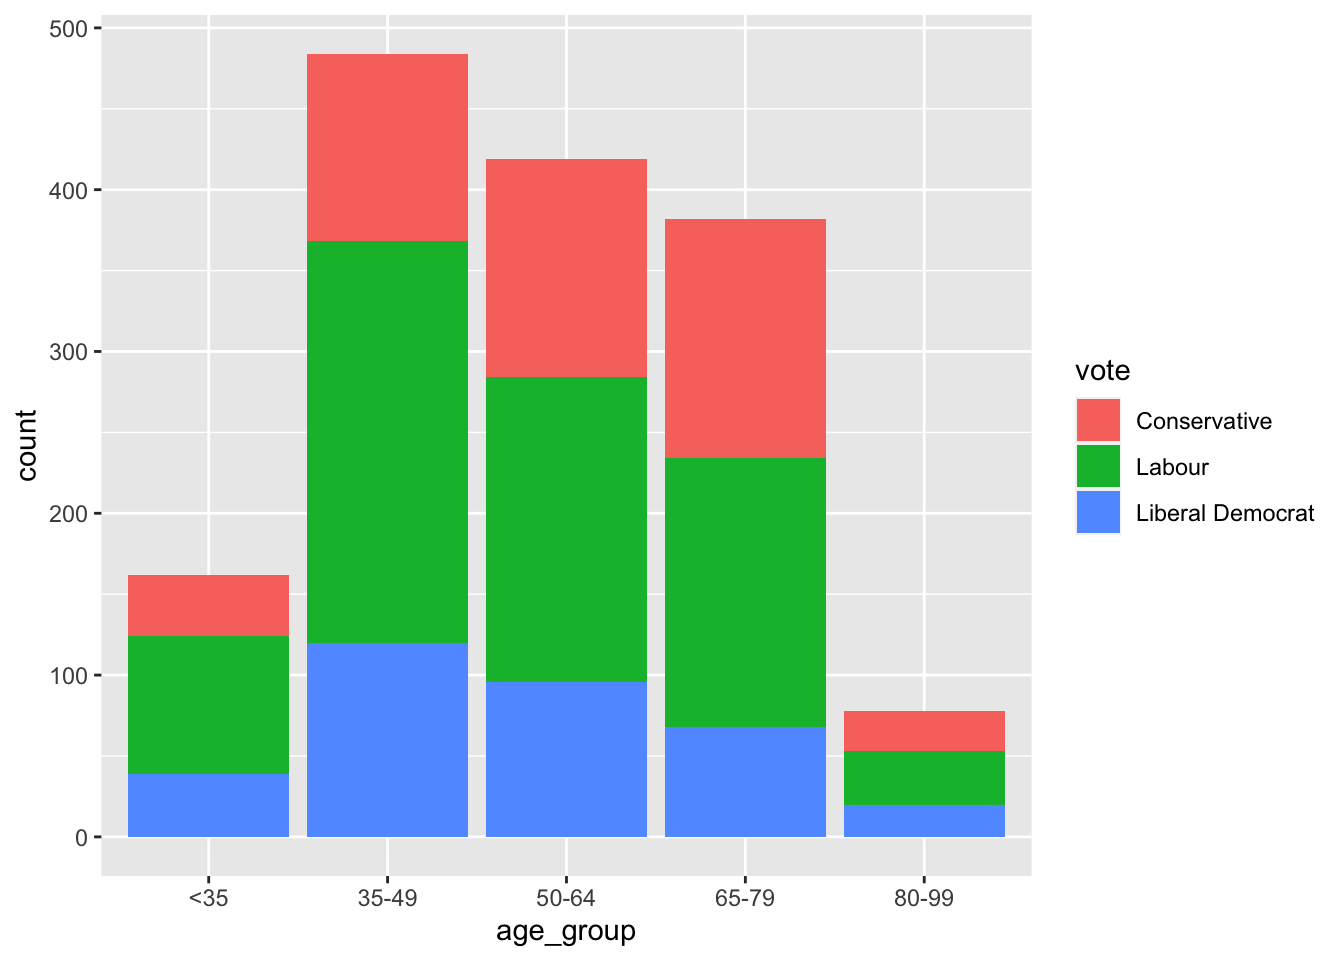 500
400
300
200
100
0
count
<35
35-49
50-64
65-79
80-99
age_group
vote
Conservative
Labour
Liberal Democrat